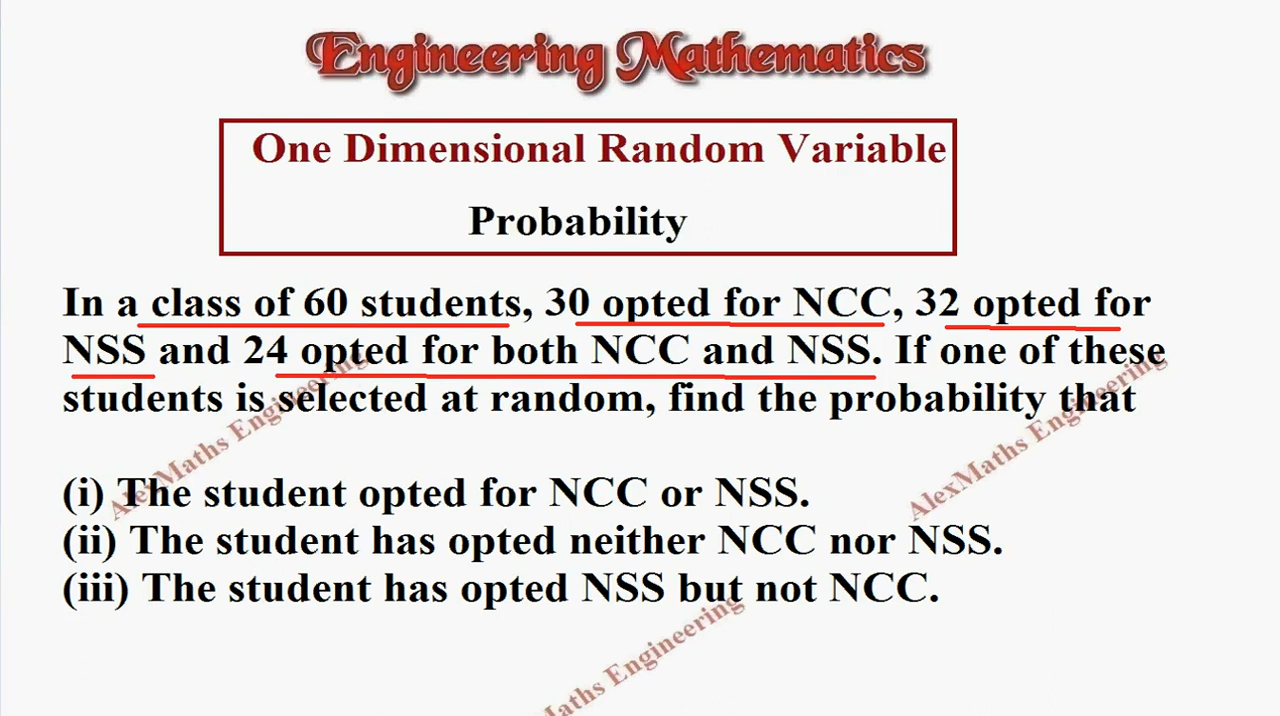 Engineering Mathematics
One Dimensional Random Variable
Probability
In a class of 60 students, 30 opted for NCC, 32 opted for
NSS and 24 opted for both NCC and NSS. If one of these
students is selected at random, find the probability that
AlexMaths Engineering
AlexMaths Engineering
(i) The student opted for NCC or NSS.
(ii) The student has opted neither NCC nor NSS.
(iii) The student has opted NSS but not NCC.
Maths Engineering